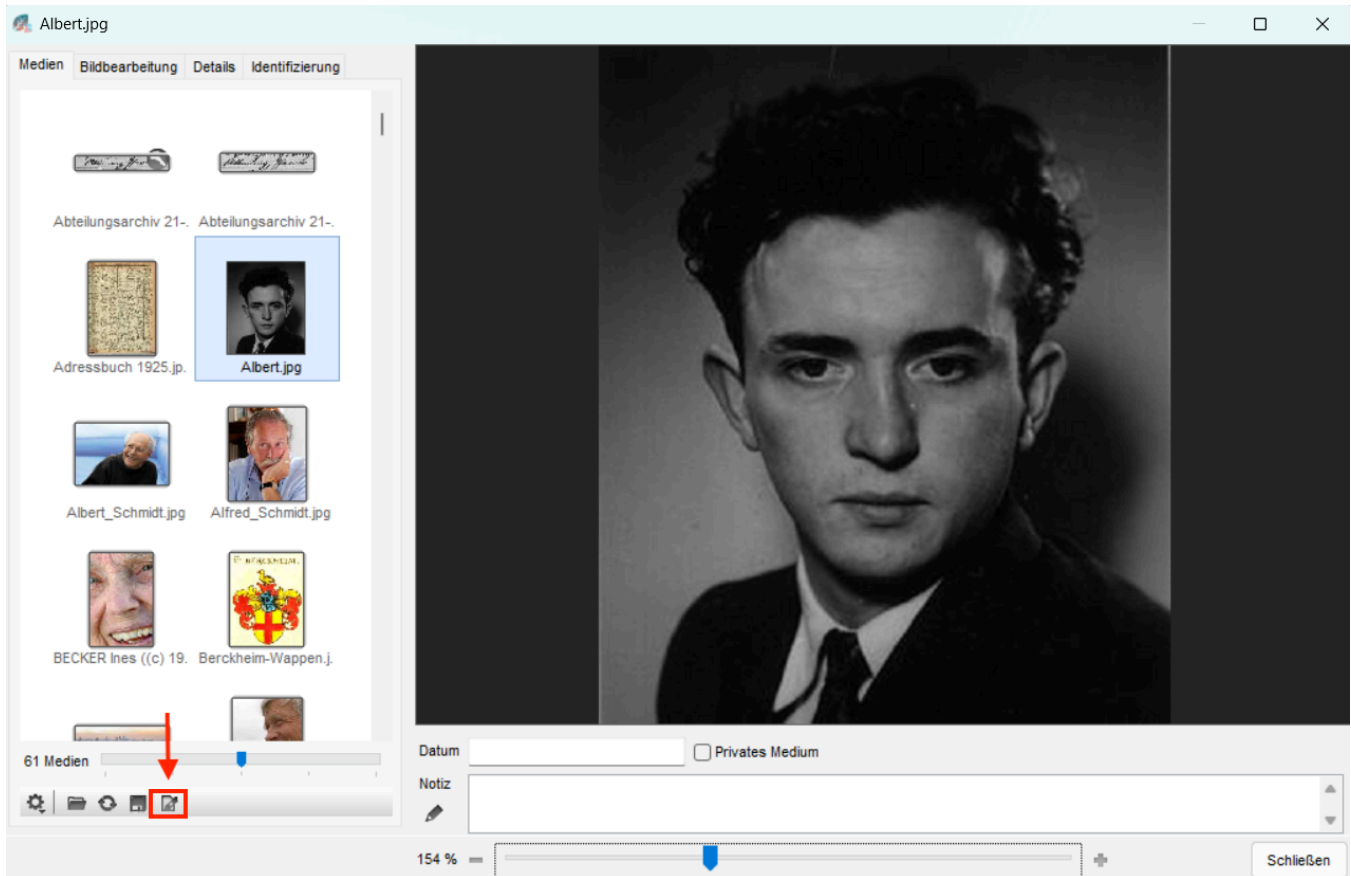 Albert.jpg
Medien Bildbearbeitung Details Identifizierung
Abteilungsarchiv 21-. Abteilungsarchiv 21-.
Adressbuch 1925.jp. Albert.jpg
Albert_Schmidt.jpg Alfred_Schmidt.jpg
BERCKHEIM.
BECKER Ines ((c) 19. Berckheim-Wappen.j.
61 Medien
Datum Privates Medium
Notiz
154 %
Schließen